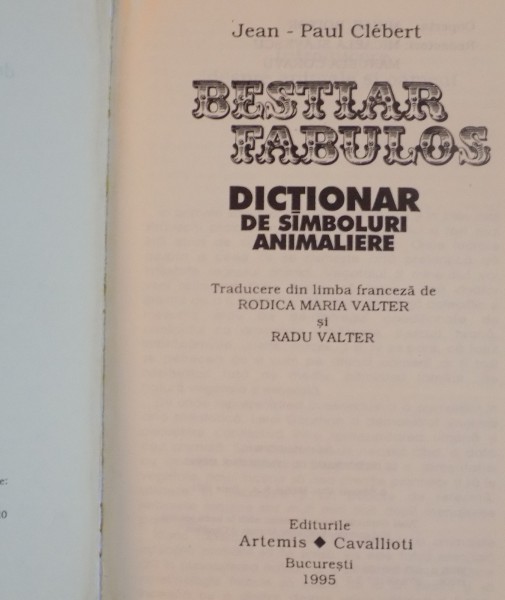 Jean - Paul Clébert
BESTIAR
FABULOS
DICȚIONAR
DE SIMBOLURI
ANIMALIERE
Traducere din limba franceză de
RODICA MARIA VALTER
și
RADU VALTER
Editurile
Artemis ◆ Cavallioti
București
1995
e: